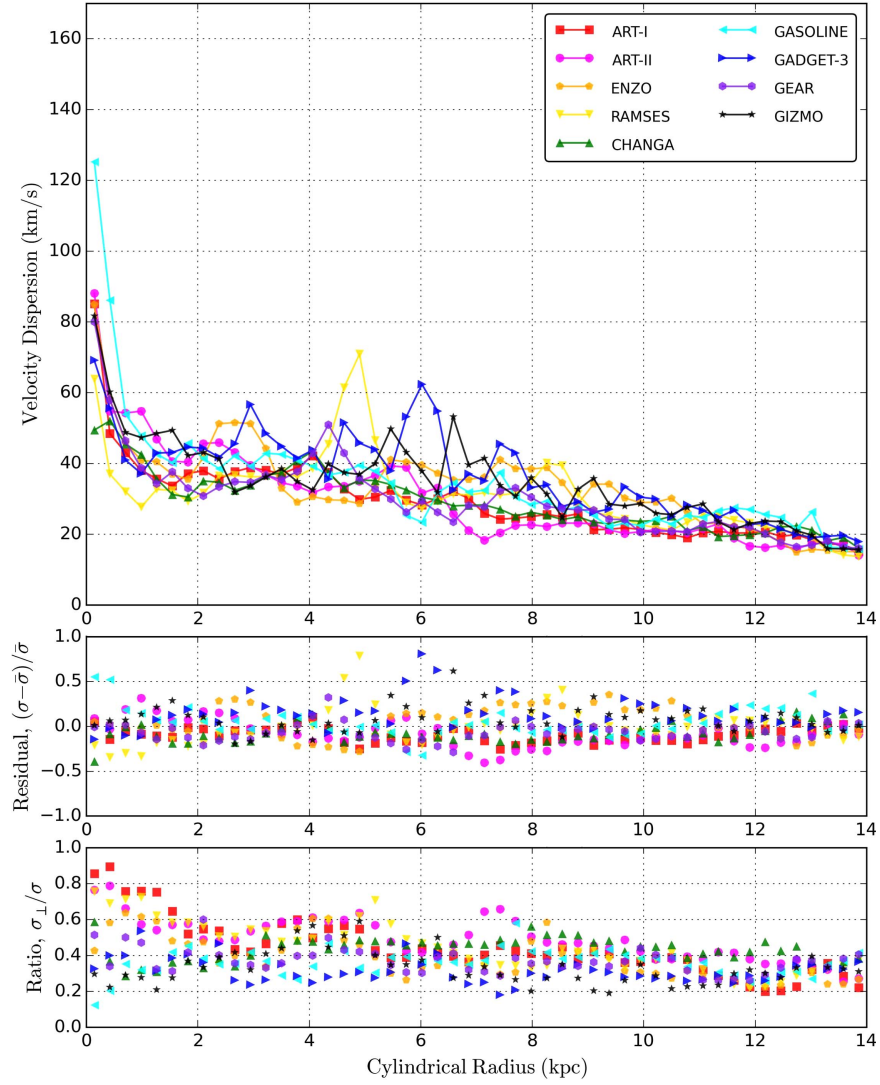 160
140
120
100
80
60
40
20
0
Velocity Dispersion (km/s)
ART-I
ART-II
ENZO
RAMSES
CHANGA
GASOLINE
GADGET-3
GEAR
GIZMO
0 2 4 6 8 10 12 14
1.0
0.5
0.0
−0.5
−1.0
Residual, (σ−σ̄)/σ̄
0 2 4 6 8 10 12 14
1.0
0.8
0.6
0.4
0.2
0.0
Ratio, σ⊥/σ
0 2 4 6 8 10 12 14
Cylindrical Radius (kpc)